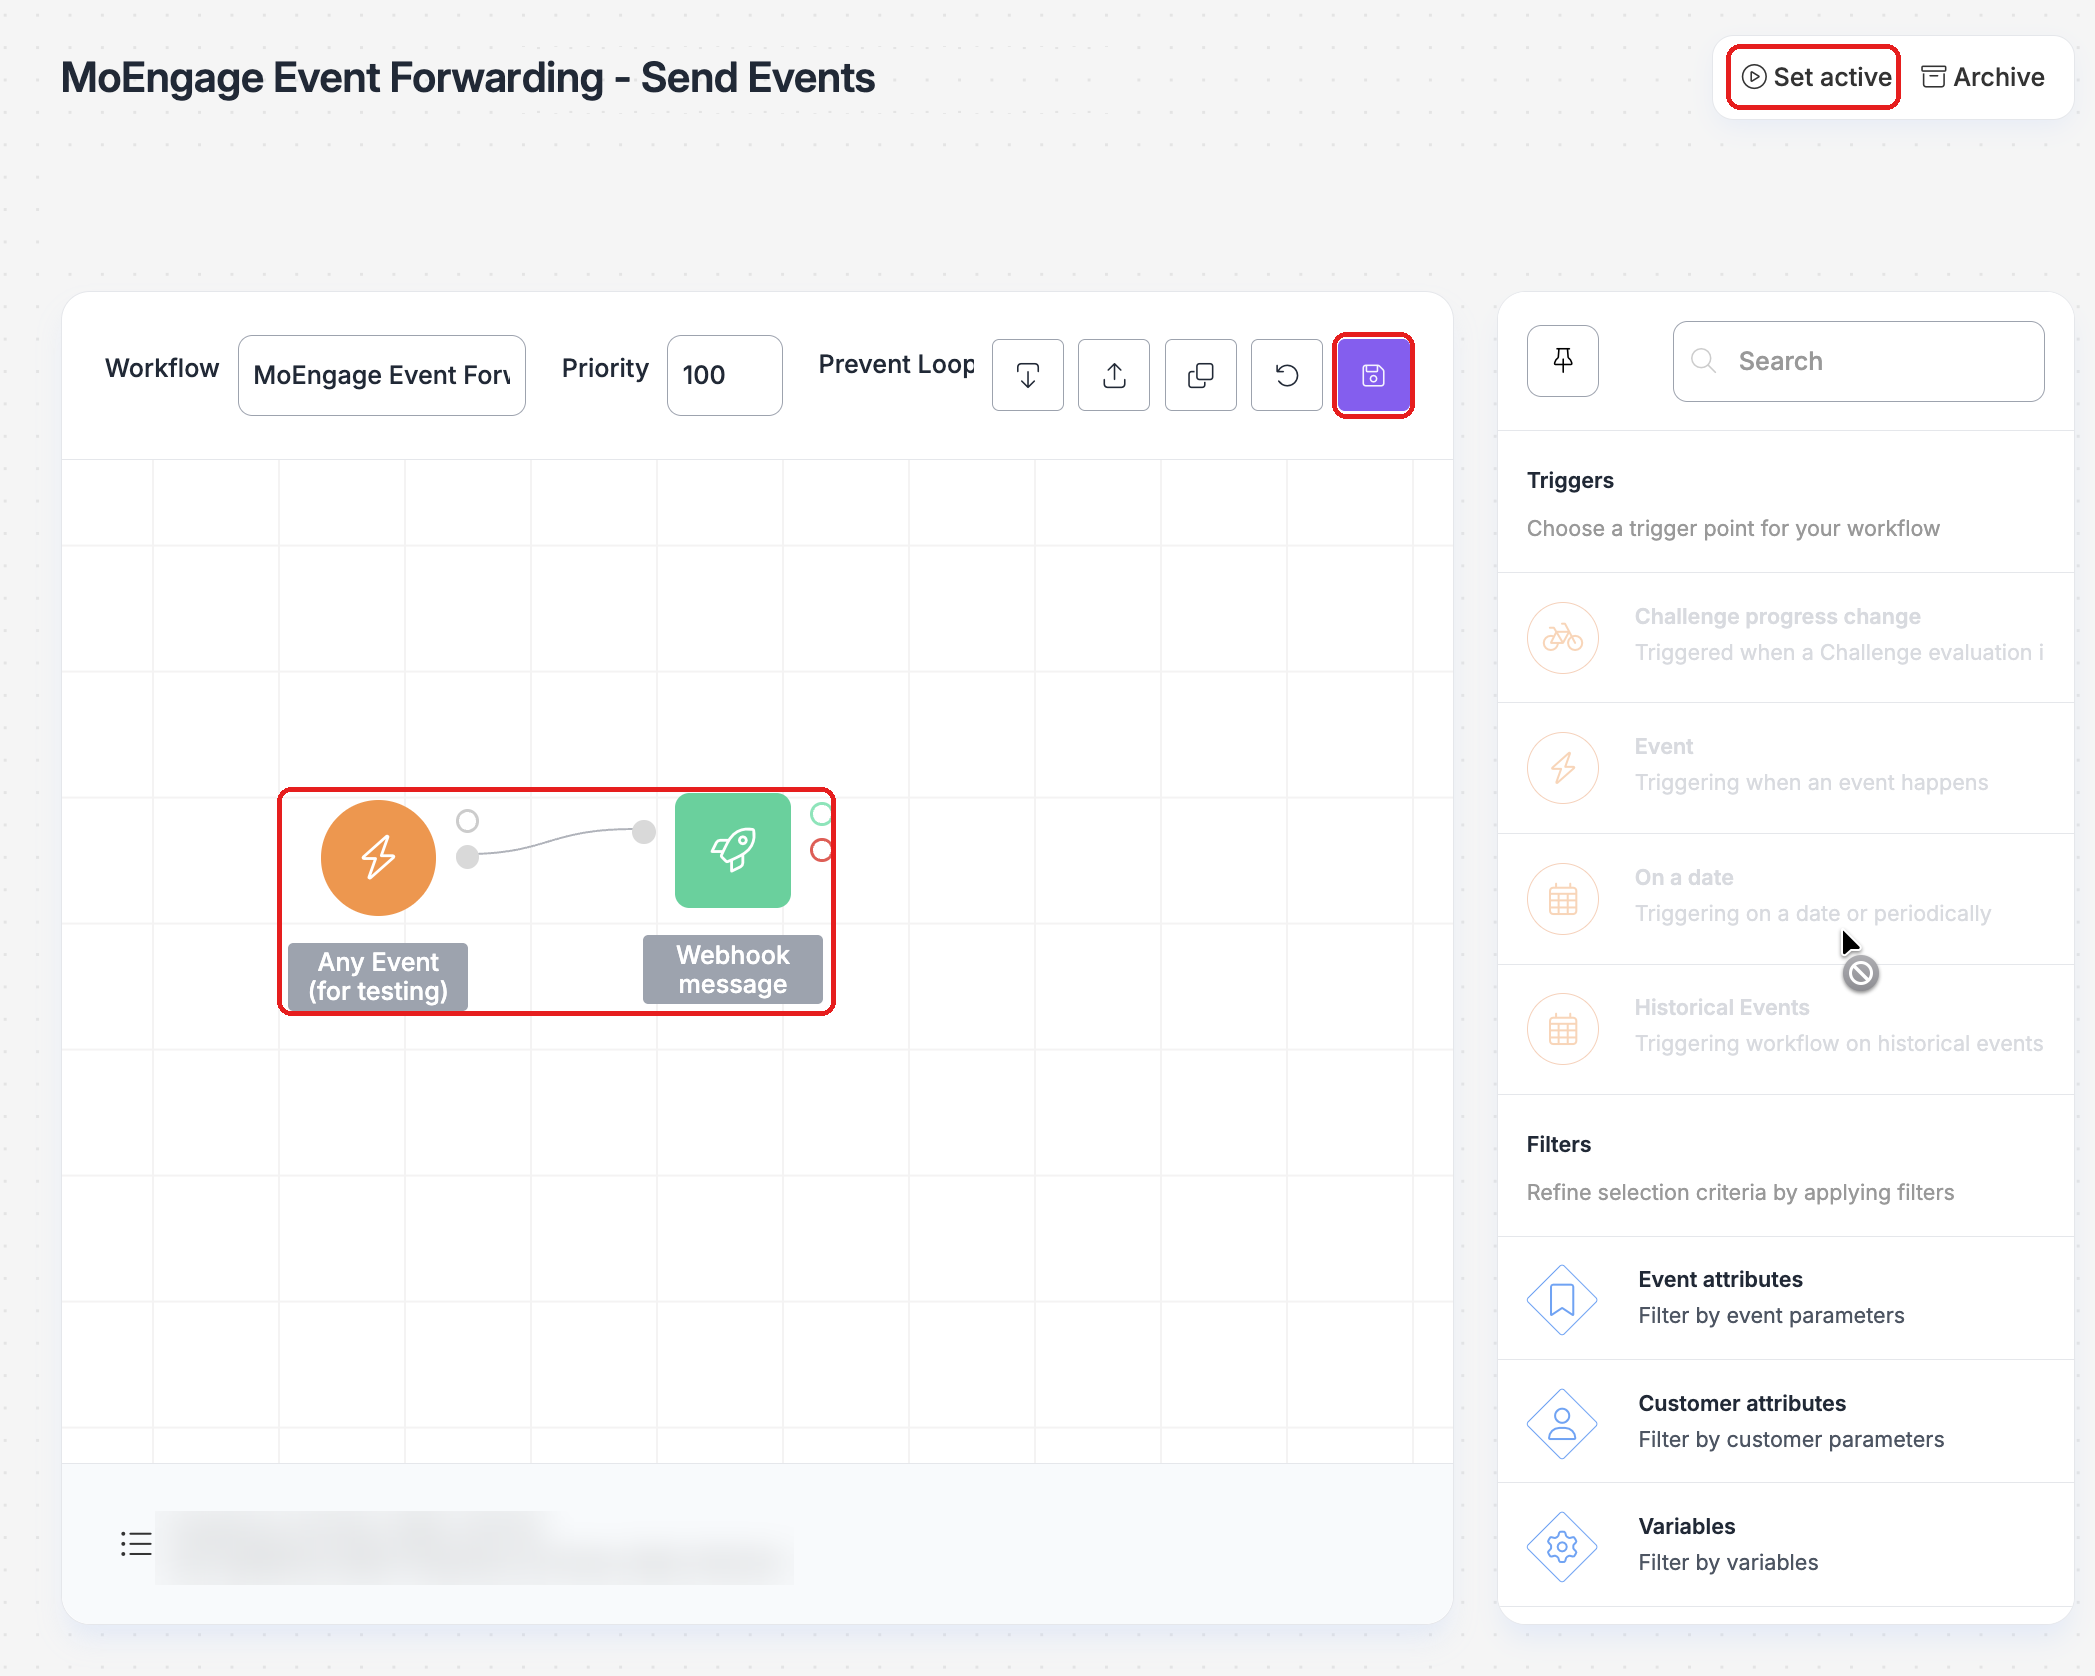 MoEngage Event Forwarding - Send Events
Set active
Archive
Workflow
MoEngage Event Forw
Priority
100
Prevent Loop
Search
Triggers
Choose a trigger point for your workflow
Challenge progress change
Triggered when a Challenge evaluation i
Event
Triggering when an event happens
On a date
Triggering on a date or periodically
Historical Events
Triggering workflow on historical events
Any Event
(for testing)
Webhook
message
Filters
Refine selection criteria by applying filters
Event attributes
Filter by event parameters
Customer attributes
Filter by customer parameters
Variables
Filter by variables